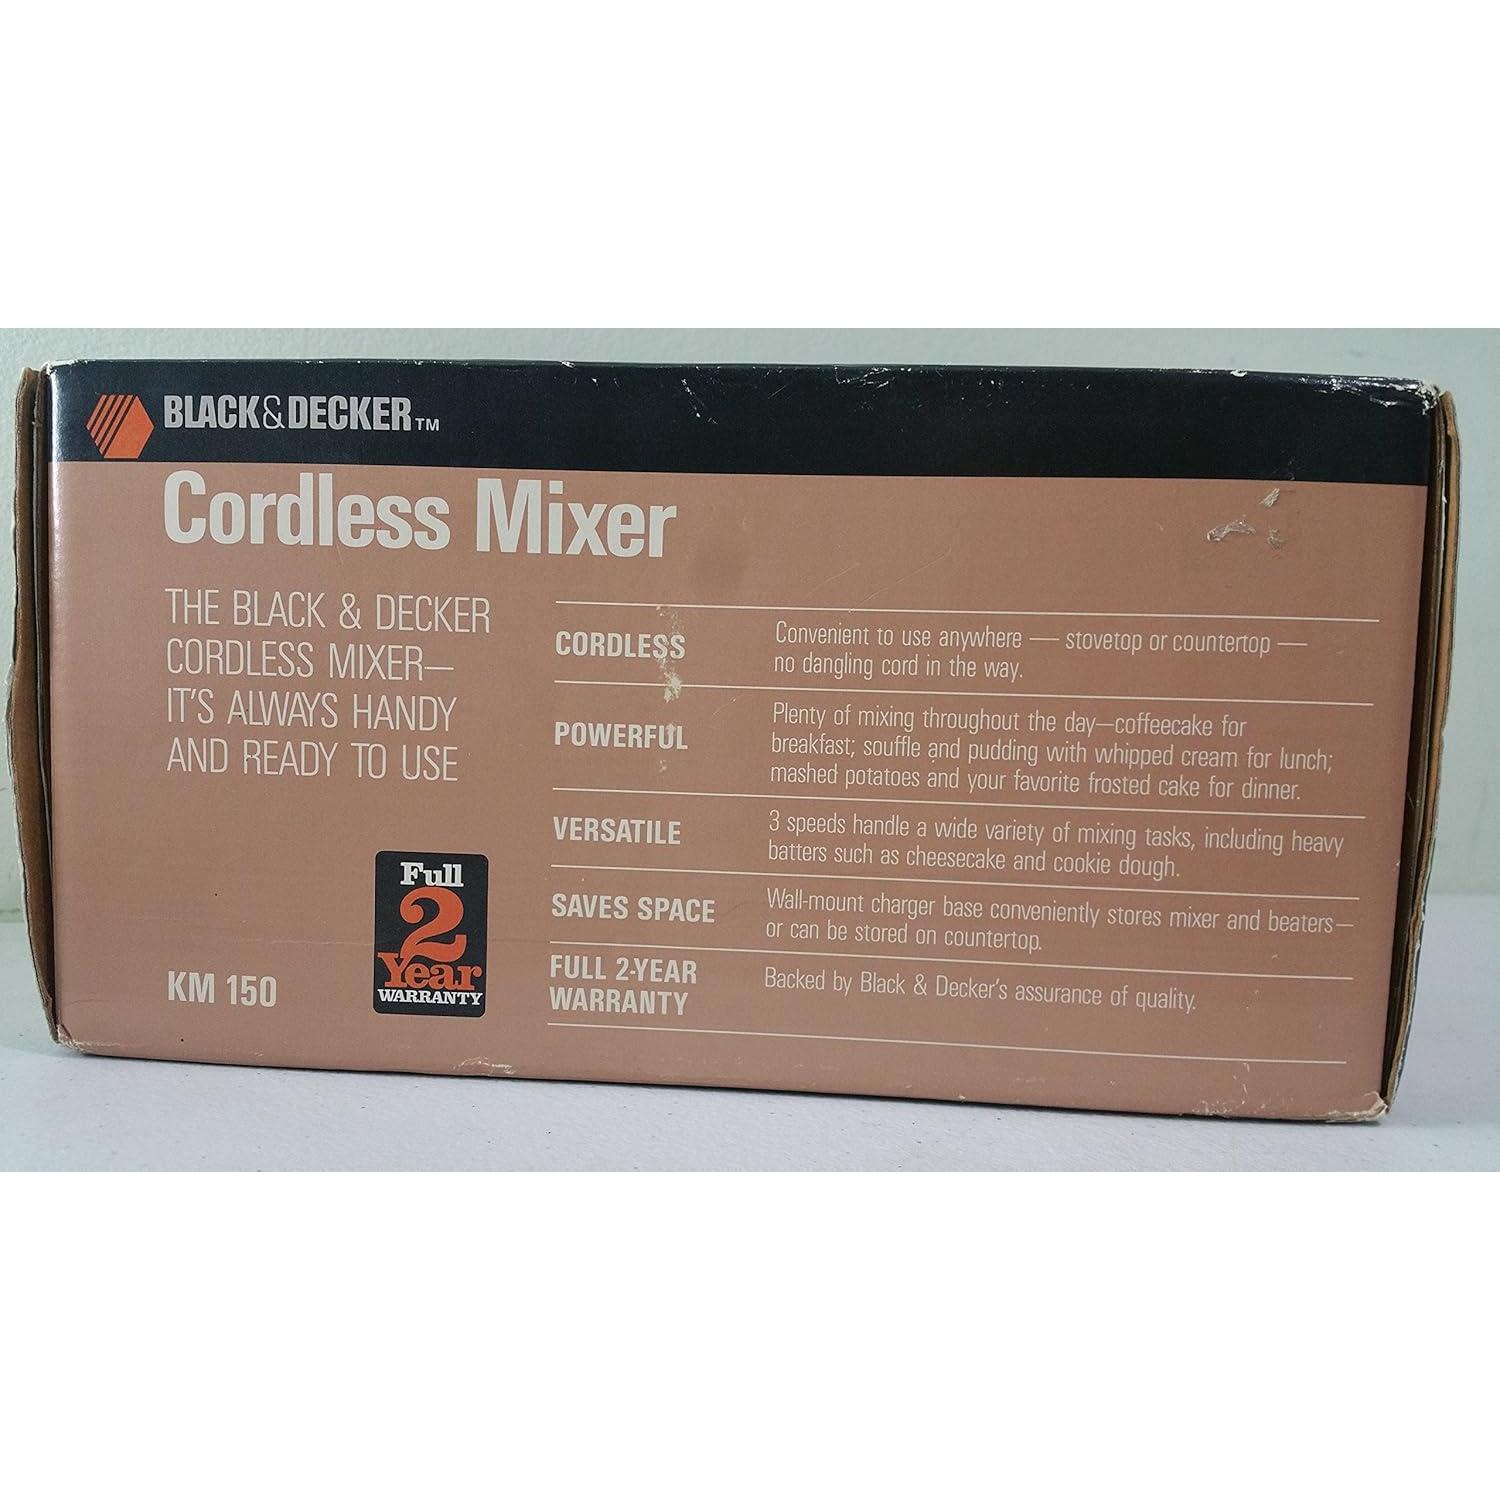 BLACK&DECKER™
Cordless Mixer
THE BLACK & DECKER
CORDLESS MIXER—
IT'S ALWAYS HANDY
AND READY TO USE
Full
2
Year
WARRANTY
KM 150
CORDLESS
Convenient to use anywhere — stovetop or countertop —
no dangling cord in the way.
POWERFUL
Plenty of mixing throughout the day—coffeecake for
breakfast; souffle and pudding with whipped cream for lunch;
mashed potatoes and your favorite frosted cake for dinner.
VERSATILE
3 speeds handle a wide variety of mixing tasks, including heavy
batters such as cheesecake and cookie dough.
SAVES SPACE
Wall-mount charger base conveniently stores mixer and beaters—
or can be stored on countertop.
FULL 2-YEAR
WARRANTY
Backed by Black & Decker's assurance of quality.